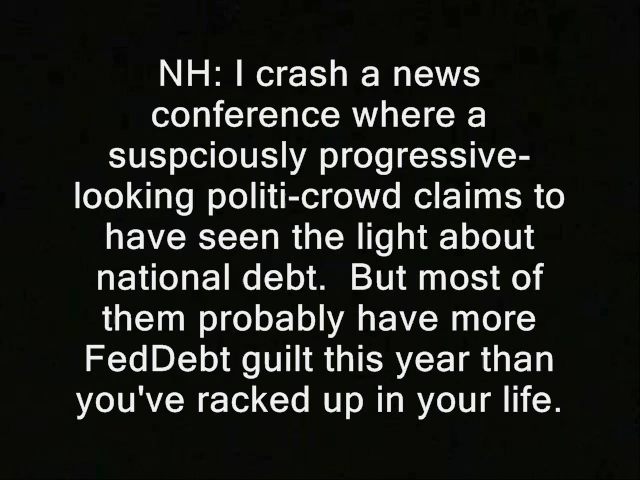 NH: I crash a news
conference where a
suspciously progressive-
looking politi-crowd claims to
have seen the light about
national debt.  But most of
them probably have more
FedDebt guilt this year than
you've racked up in your life.